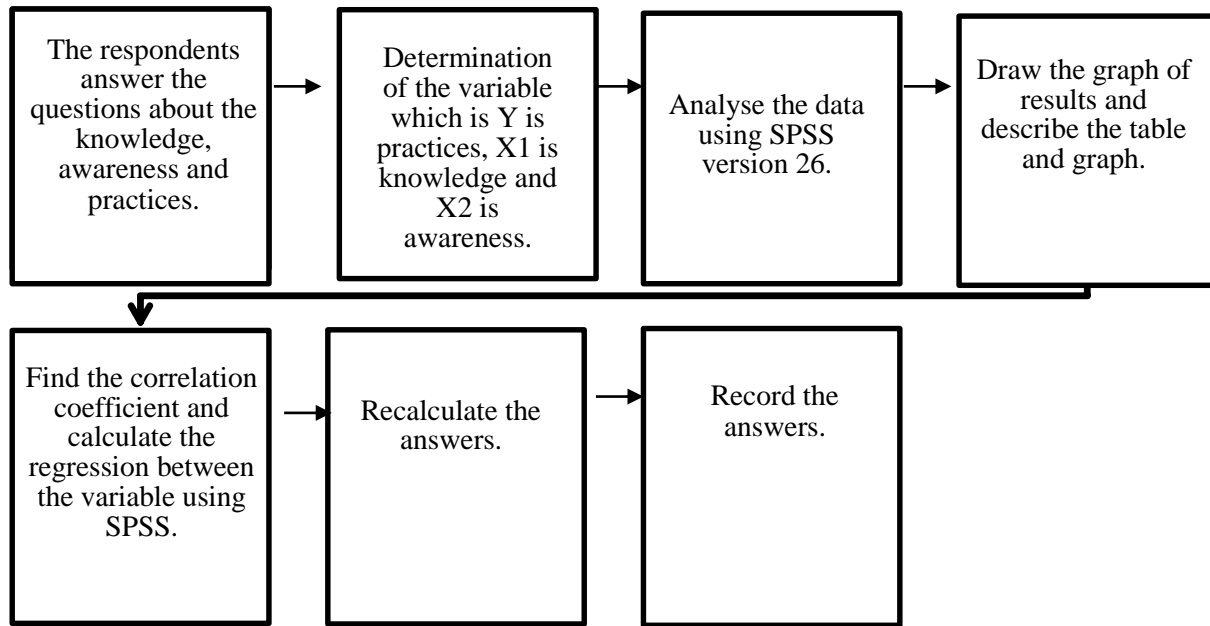 The respondents
answer the
questions about the
knowledge,
awareness and
practices.
Determination
of the variable
which is Y is
practices, X1 is
knowledge and
X2 is
awareness.
Analyse the data
using SPSS
version 26.
Draw the graph of
results and
describe the table
and graph.
Find the correlation
coefficient and
calculate the
regression between
the variable using
SPSS.
Recalculate the
answers.
Record the
answers.